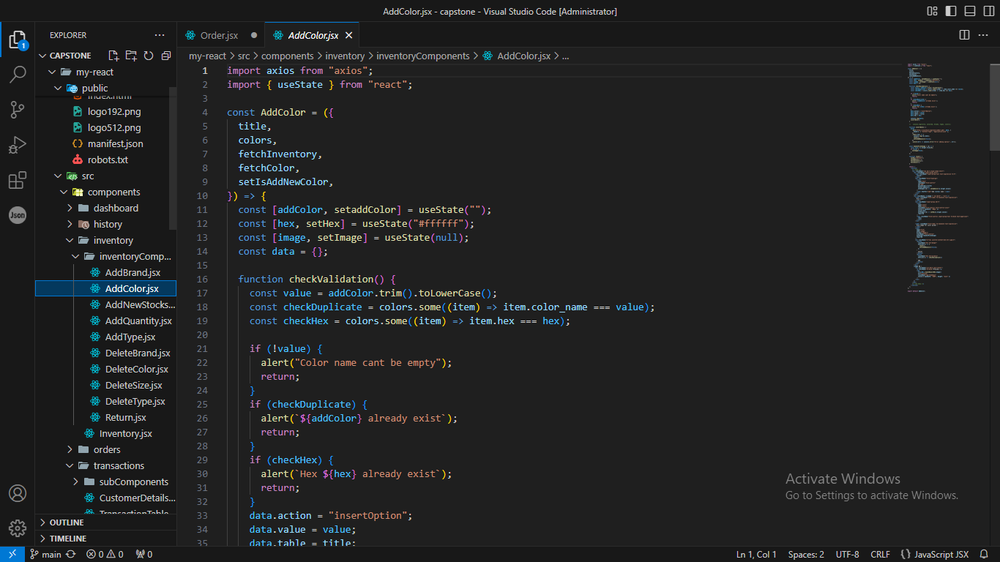 AddColor.jsx - capstone - Visual Studio Code [Administrator]
EXPLORER
Order.jsx
AddColor.jsx
CAPSTONE
my-react > src > components > inventory > inventoryComponents > AddColor.jsx > ...
1
my-react
public
index.html
logo192.png
logo512.png
manifest.json
robots.txt
src
components
dashboard
history
inventory
inventoryComp...
AddBrand.jsx
AddColor.jsx
AddNewStocks...
AddQuantity.jsx
AddType.jsx
DeleteBrand.jsx
DeleteColor.jsx
DeleteSize.jsx
DeleteType.jsx
Return.jsx
Inventory.jsx
orders
transactions
subComponents
CustomerDetails...
TransactionTable
OUTLINE
TIMELINE
Json
1 import axios from "axios";
2 import { useState } from "react";
3
4 const AddColor = ({
5 title,
6 colors,
7 fetchInventory,
8 fetchColor,
9 setIsAddNewColor,
10 }) => {
11 const [addColor, setaddColor] = useState("");
12 const [hex, setHex] = useState("#ffffff");
13 const [image, setImage] = useState(null);
14 const data = {};
15
16 function checkValidation() {
17 const value = addColor.trim().toLowerCase();
18 const checkDuplicate = colors.some((item) => item.color_name === value);
19 const checkHex = colors.some((item) => item.hex === hex);
20
21 if (!value) {
22 alert("Color name cant be empty");
23 return;
24 }
25 if (checkDuplicate) {
26 alert(`${addColor} already exist`);
27 return;
28 }
29 if (checkHex) {
30 alert(`Hex ${hex} already exist`);
31 return;
32 }
33 data.action = "insertOption";
34 data.value = value;
35 data.table = title;
Activate Windows
Go to Settings to activate Windows.
main
0
0
0
Ln 1, Col 1
Spaces: 2
UTF-8
CRLF
{} JavaScript JSX